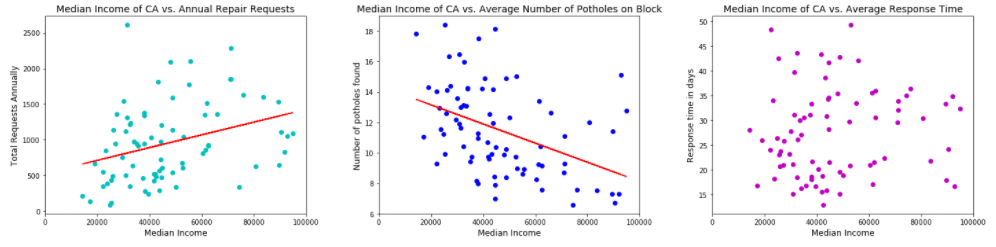 Median Income of CA vs. Annual Repair Requests
Total Requests Annually
2500
2000
1500
1000
500
0
20000 40000 60000 80000 100000
Median Income
Median Income of CA vs. Average Number of Potholes on Block
Number of potholes found
18
16
14
12
10
8
6
0 20000 40000 60000 80000 100000
Median Income
Median Income of CA vs. Average Response Time
Response time in days
50
45
40
35
30
25
20
15
0 20000 40000 60000 80000 100000
Median Income